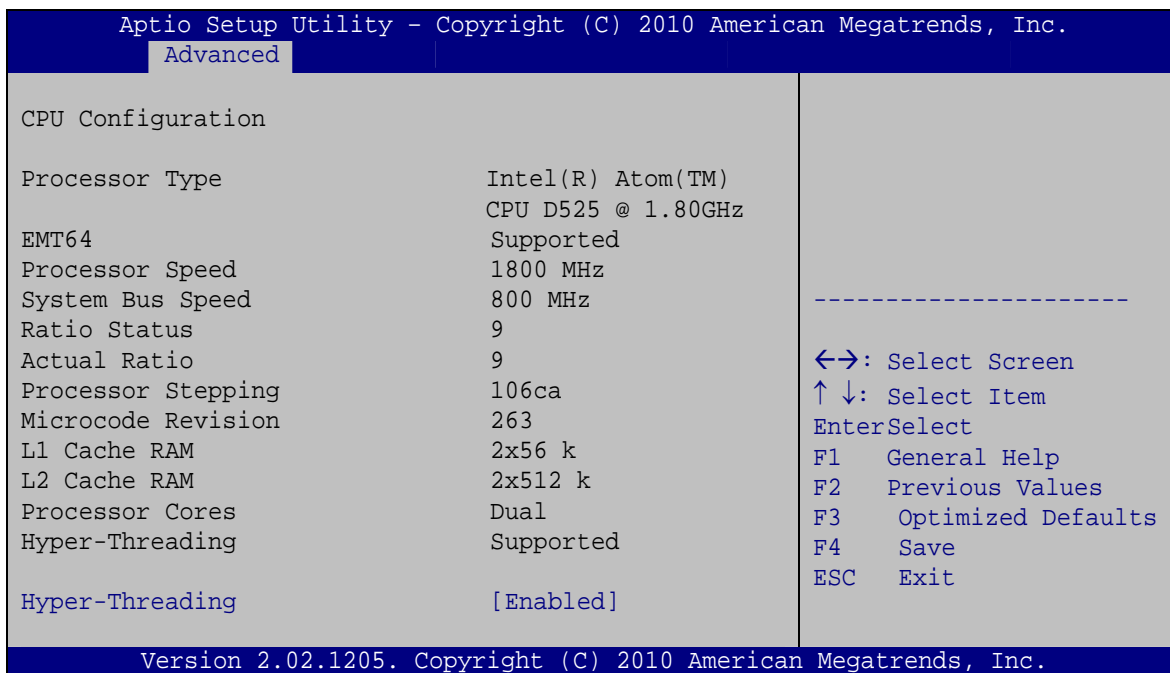 Aptio Setup Utility – Copyright (C) 2010 American Megatrends, Inc.
Advanced
CPU Configuration
Processor Type Intel(R) Atom(TM)
CPU D525 @ 1.80GHz
EMT64 Supported
Processor Speed 1800 MHz
System Bus Speed 800 MHz
Ratio Status 9
Actual Ratio 9
Processor Stepping 106ca
Microcode Revision 263
L1 Cache RAM 2x56 k
L2 Cache RAM 2x512 k
Processor Cores Dual
Hyper-Threading Supported
Hyper-Threading [Enabled]
----------------------
←→: Select Screen
↑ ↓: Select Item
EnterSelect
F1 General Help
F2 Previous Values
F3 Optimized Defaults
F4 Save
ESC Exit
Version 2.02.1205. Copyright (C) 2010 American Megatrends, Inc.